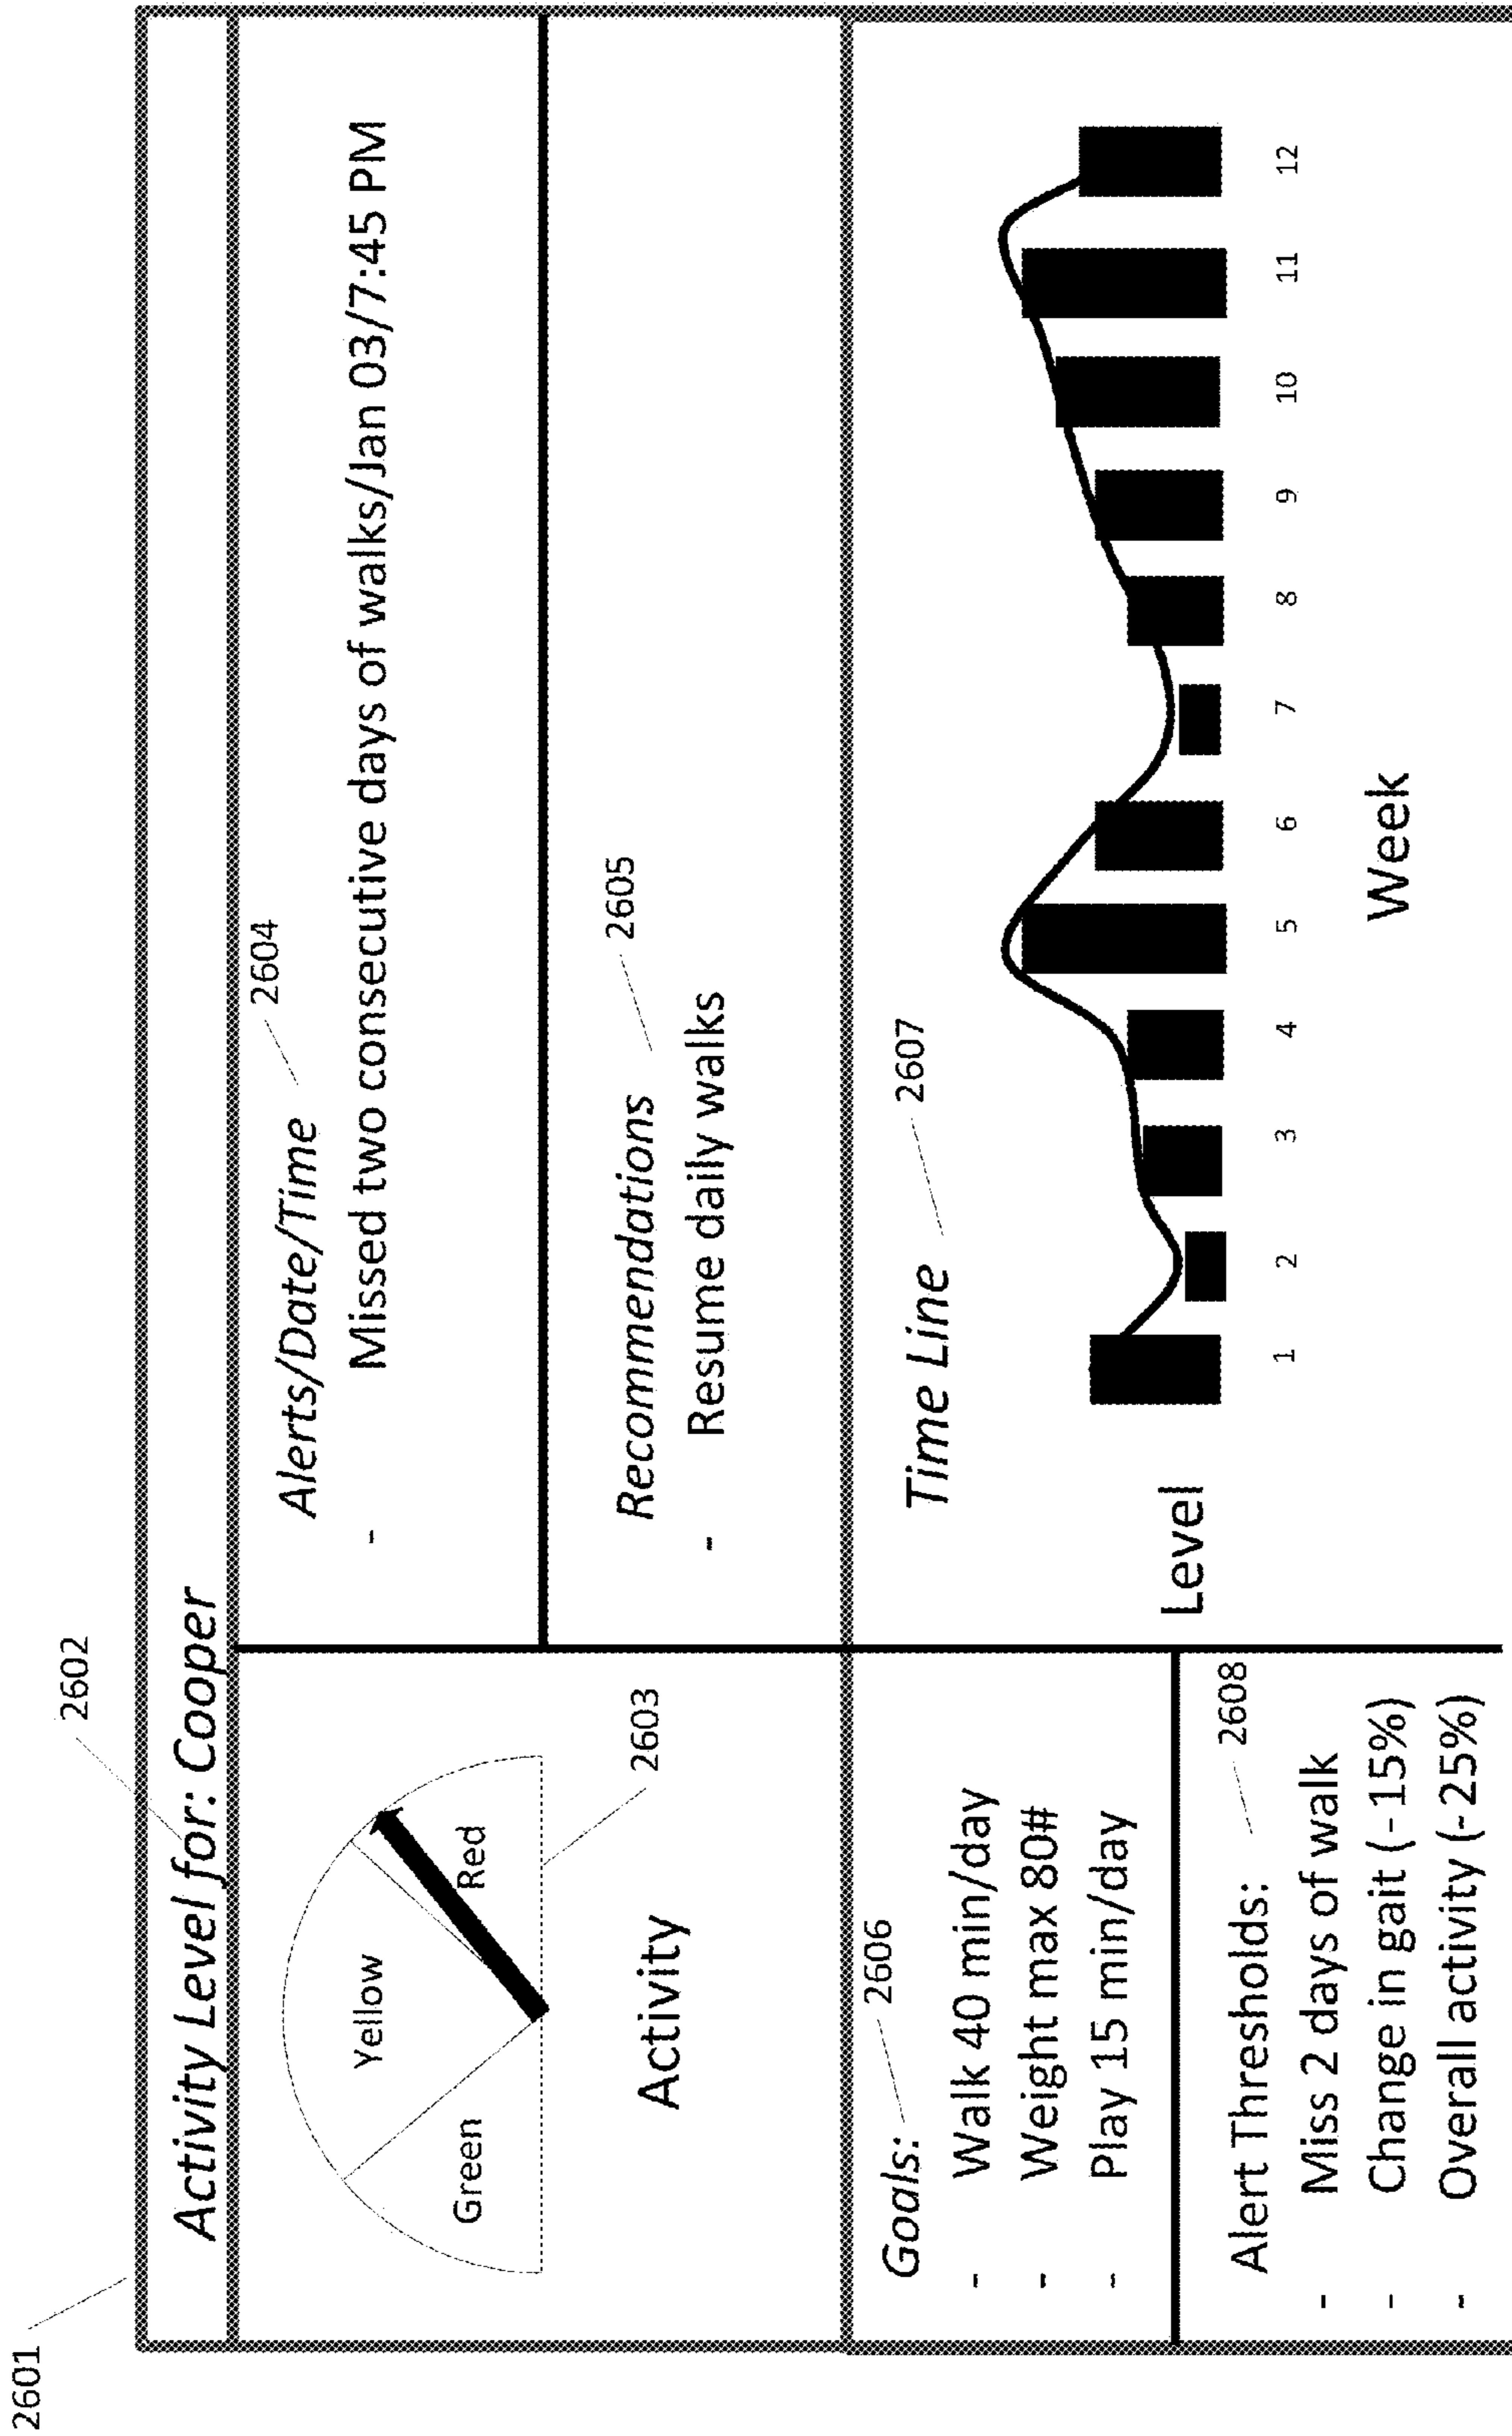 2601
2602
Activity Level for: Cooper
Green
Yellow
Red
2603
Activity
Alerts/Date/Time
2604
- Missed two consecutive days of walks/Jan 03/7:45 PM
Recommendations
2605
- Resume daily walks
Goals:
2606
- Walk 40 min/day
- Weight max 80#
- Play 15 min/day
Alert Thresholds:
2608
- Miss 2 days of walk
- Change in gait (-15%)
- Overall activity (-25%)
Time Line
2607
Level
1 2 3 4 5 6 7 8 9 10 11 12
Week